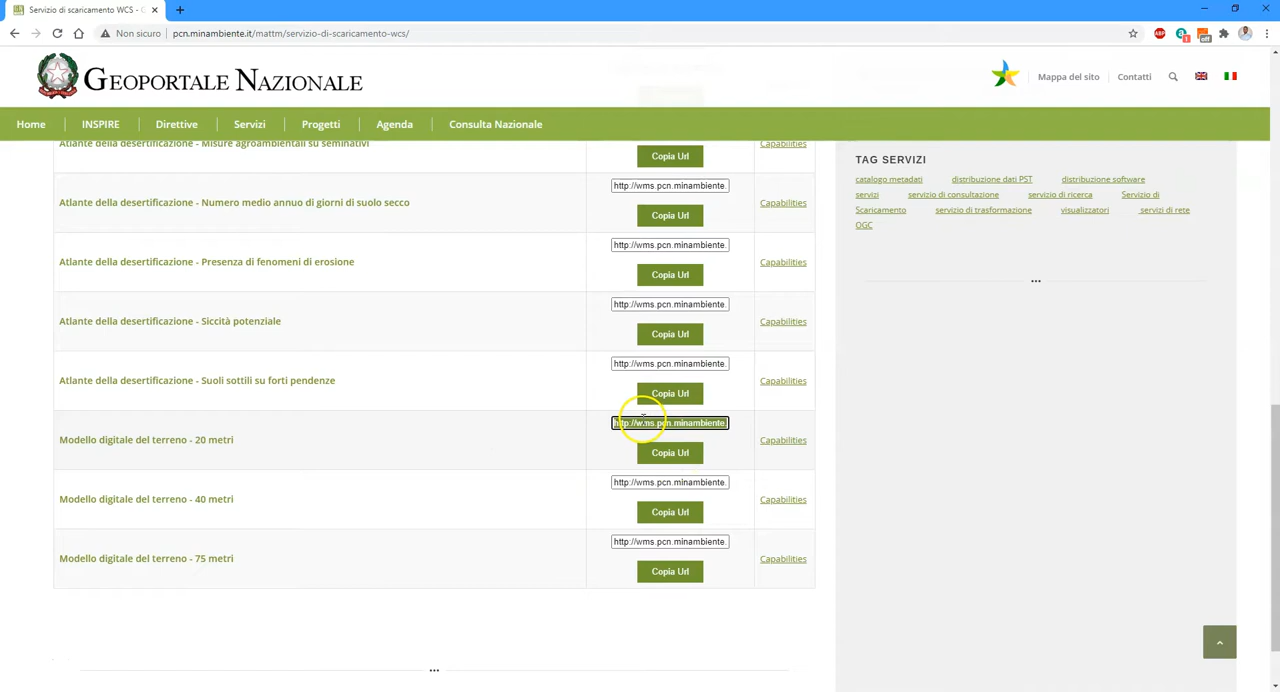 Servizio di scaricamento WCS - G
Non sicuro
pcn.minambiente.it/mattm/servizio-di-scaricamento-wcs/
ABP
1
off
GEOPORTALE NAZIONALE
Mappa del sito
Contatti
Home
INSPIRE
Direttive
Servizi
Progetti
Agenda
Consulta Nazionale
Atlante della desertificazione - Misure agroambientali su seminativi
Copia Url
Capabilities
Atlante della desertificazione - Numero medio annuo di giorni di suolo secco
http://wms.pcn.minambiente.
Copia Url
Capabilities
Atlante della desertificazione - Presenza di fenomeni di erosione
http://wms.pcn.minambiente.
Copia Url
Capabilities
Atlante della desertificazione - Siccità potenziale
http://wms.pcn.minambiente.
Copia Url
Capabilities
Atlante della desertificazione - Suoli sottili su forti pendenze
http://wms.pcn.minambiente.
Copia Url
Capabilities
Modello digitale del terreno - 20 metri
http://wms.pcn.minambiente.
Copia Url
Capabilities
Modello digitale del terreno - 40 metri
http://wms.pcn.minambiente.
Copia Url
Capabilities
Modello digitale del terreno - 75 metri
http://wms.pcn.minambiente.
Copia Url
Capabilities
TAG SERVIZI
catalogo metadati distribuzione dati PST distribuzione software
servizi servizio di consultazione servizio di ricerca Servizio di
Scaricamento servizio di trasformazione visualizzatori servizi di rete
OGC